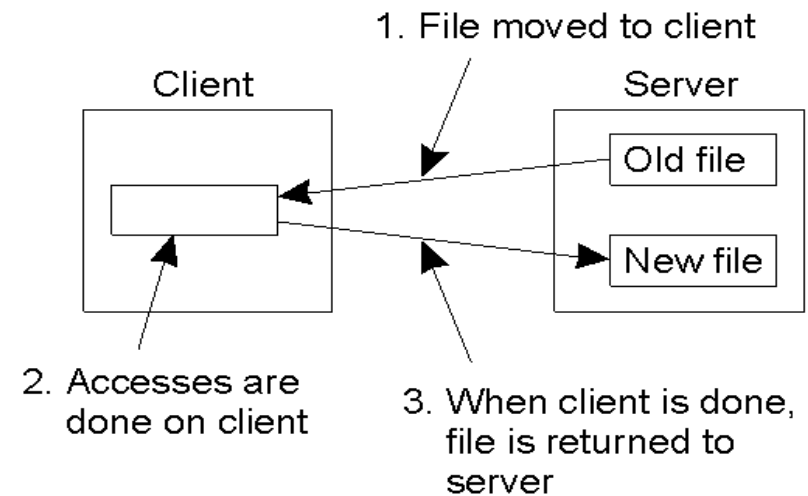 1. File moved to client
Client
Server
Old file
New file
2. Accesses are
done on client
3. When client is done,
file is returned to
server